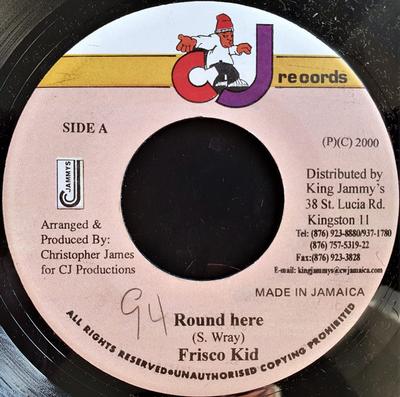 CJ records
SIDE A
(P)(C) 2000
JAMMYS
Distributed by
King Jammy's
38 St. Lucia Rd.
Kingston 11
Tel: (876) 923-8880/937-1780
(876) 757-5319-22
Fax:(876) 923-3828
E-mail: kingjammys@cwjamaica.com
Arranged &
Produced By:
Christopher James
for CJ Productions
MADE IN JAMAICA
94
Round here
(S. Wray)
Frisco Kid
ALL RIGHTS RESERVED•UNAUTHORISED COPYING PROHIBITED